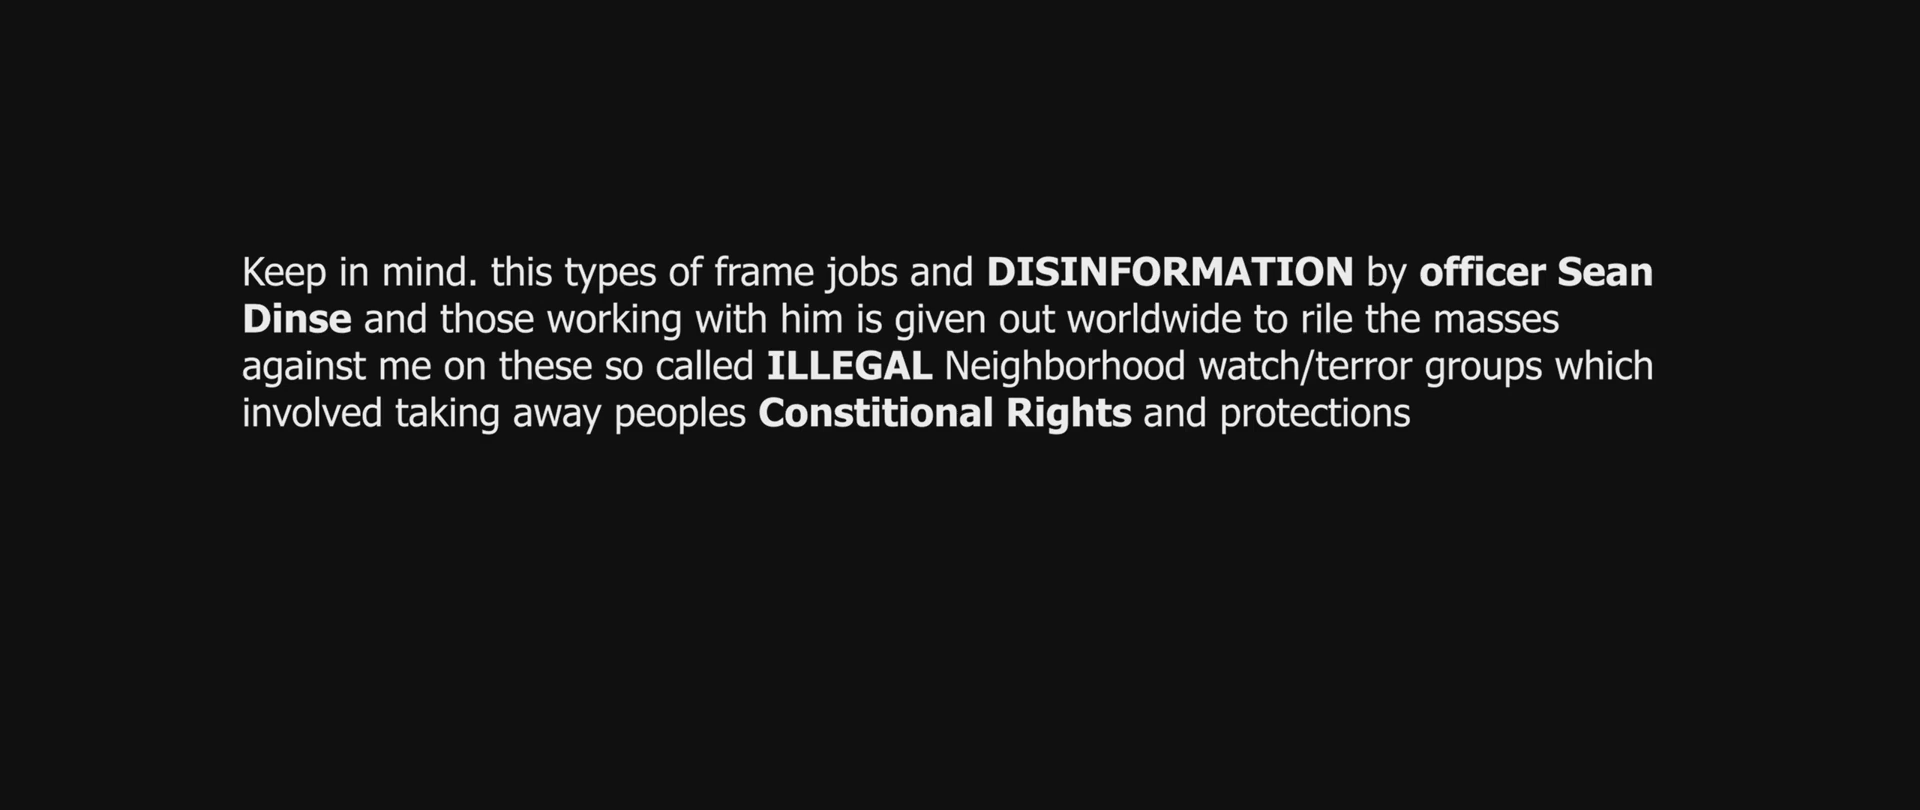 Keep in mind. this types of frame jobs and DISINFORMATION by officer Sean
Dinse and those working with him is given out worldwide to rile the masses
against me on these so called ILLEGAL Neighborhood watch/terror groups which
involved taking away peoples Constitional Rights and protections